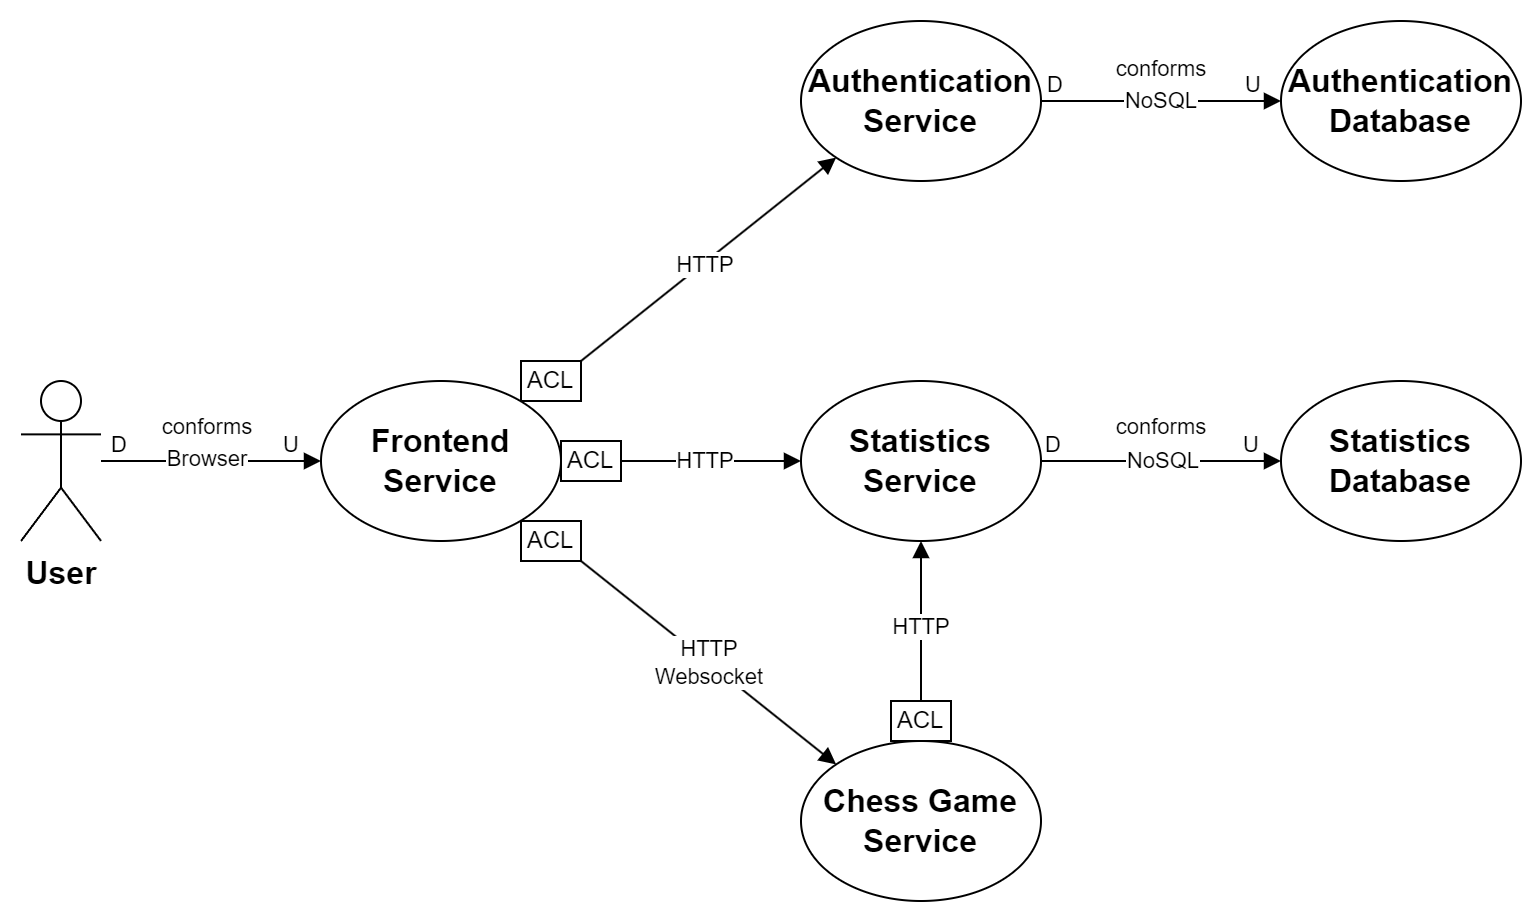 Authentication
Service
D
conforms
NoSQL
U
Authentication
Database
HTTP
ACL
User
D
conforms
Browser
U
Frontend
Service
ACL
HTTP
Statistics
Service
D
conforms
NoSQL
U
Statistics
Database
ACL
HTTP
Websocket
HTTP
ACL
Chess Game
Service